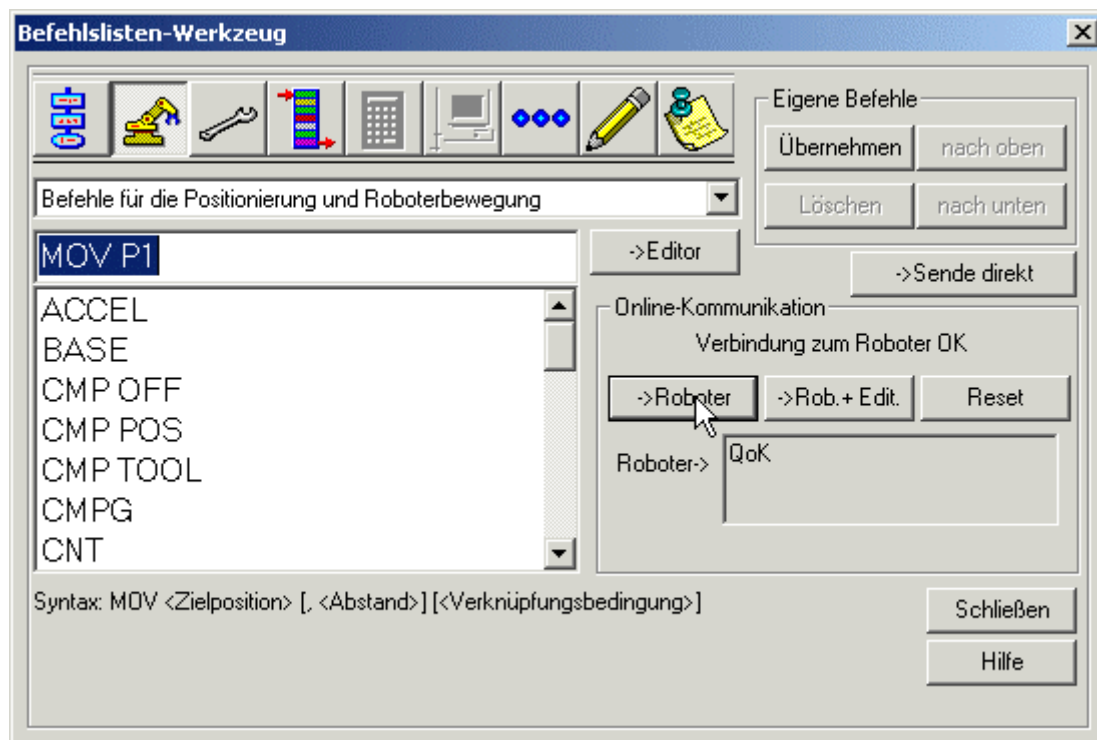 Befehlslisten-Werkzeug
Eigene Befehle
Übernehmen
nach oben
Löschen
nach unten
Befehle für die Positionierung und Roboterbewegung
MOV P1
->Editor
->Sende direkt
ACCEL
BASE
CMP OFF
CMP POS
CMP TOOL
CMPG
CNT
Online-Kommunikation
Verbindung zum Roboter OK
->Roboter
->Rob.+ Edit.
Reset
Roboter->
QoK
Syntax: MOV <Zielposition> [, <Abstand>] [<Verknüpfungsbedingung>]
Schließen
Hilfe